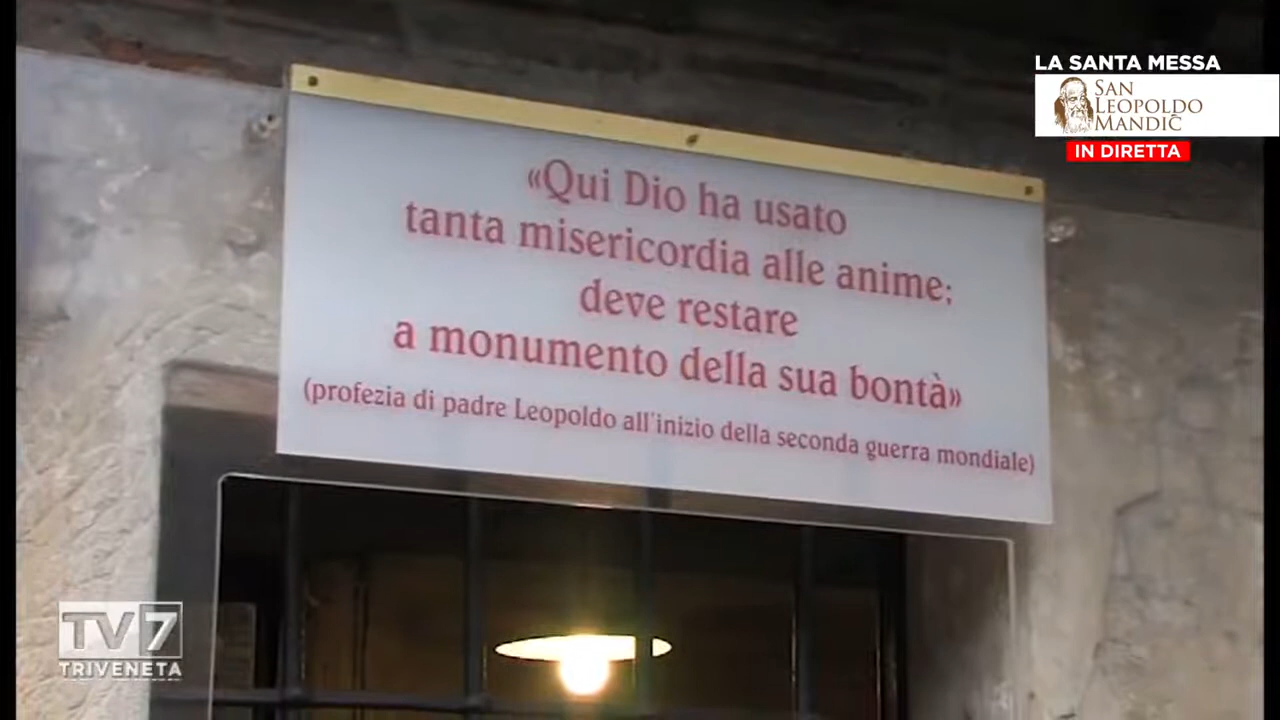 LA SANTA MESSA
SAN
LEOPOLDO
MANDIĆ
IN DIRETTA
«Qui Dio ha usato
tanta misericordia alle anime;
deve restare
a monumento della sua bontà»
(profezia di padre Leopoldo all'inizio della seconda guerra mondiale)
TV7
TRIVENETA